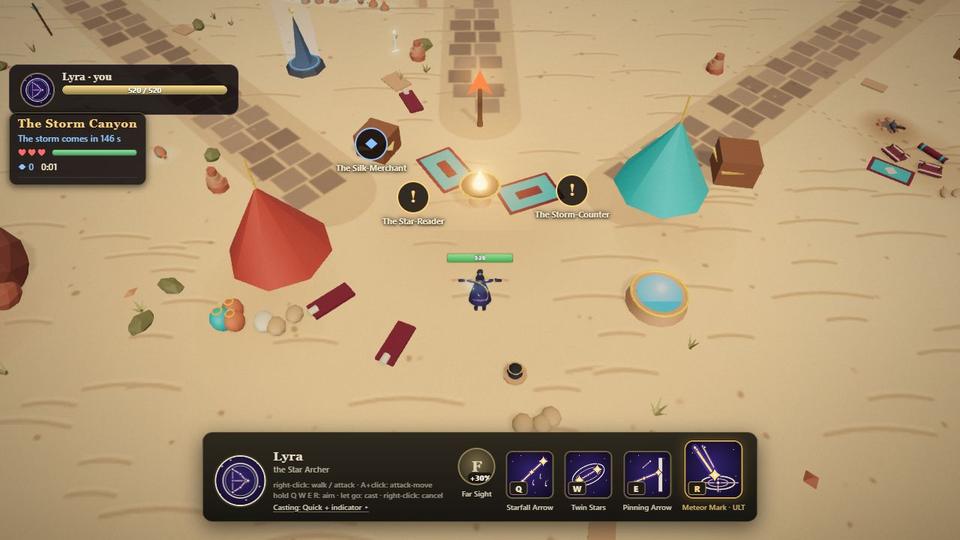 Lyra · you
520 / 520
The Storm Canyon
The storm comes in 146 s
0 0:01
The Silk-Merchant
!
The Star-Reader
!
The Storm-Counter
520
Lyra
the Star Archer
right-click: walk / attack · A+click: attack-move
hold Q W E R: aim · let go: cast · right-click: cancel
Casting: Quick + indicator
F
+30%
Far Sight
Q
Starfall Arrow
W
Twin Stars
E
Pinning Arrow
R
Meteor Mark · ULT